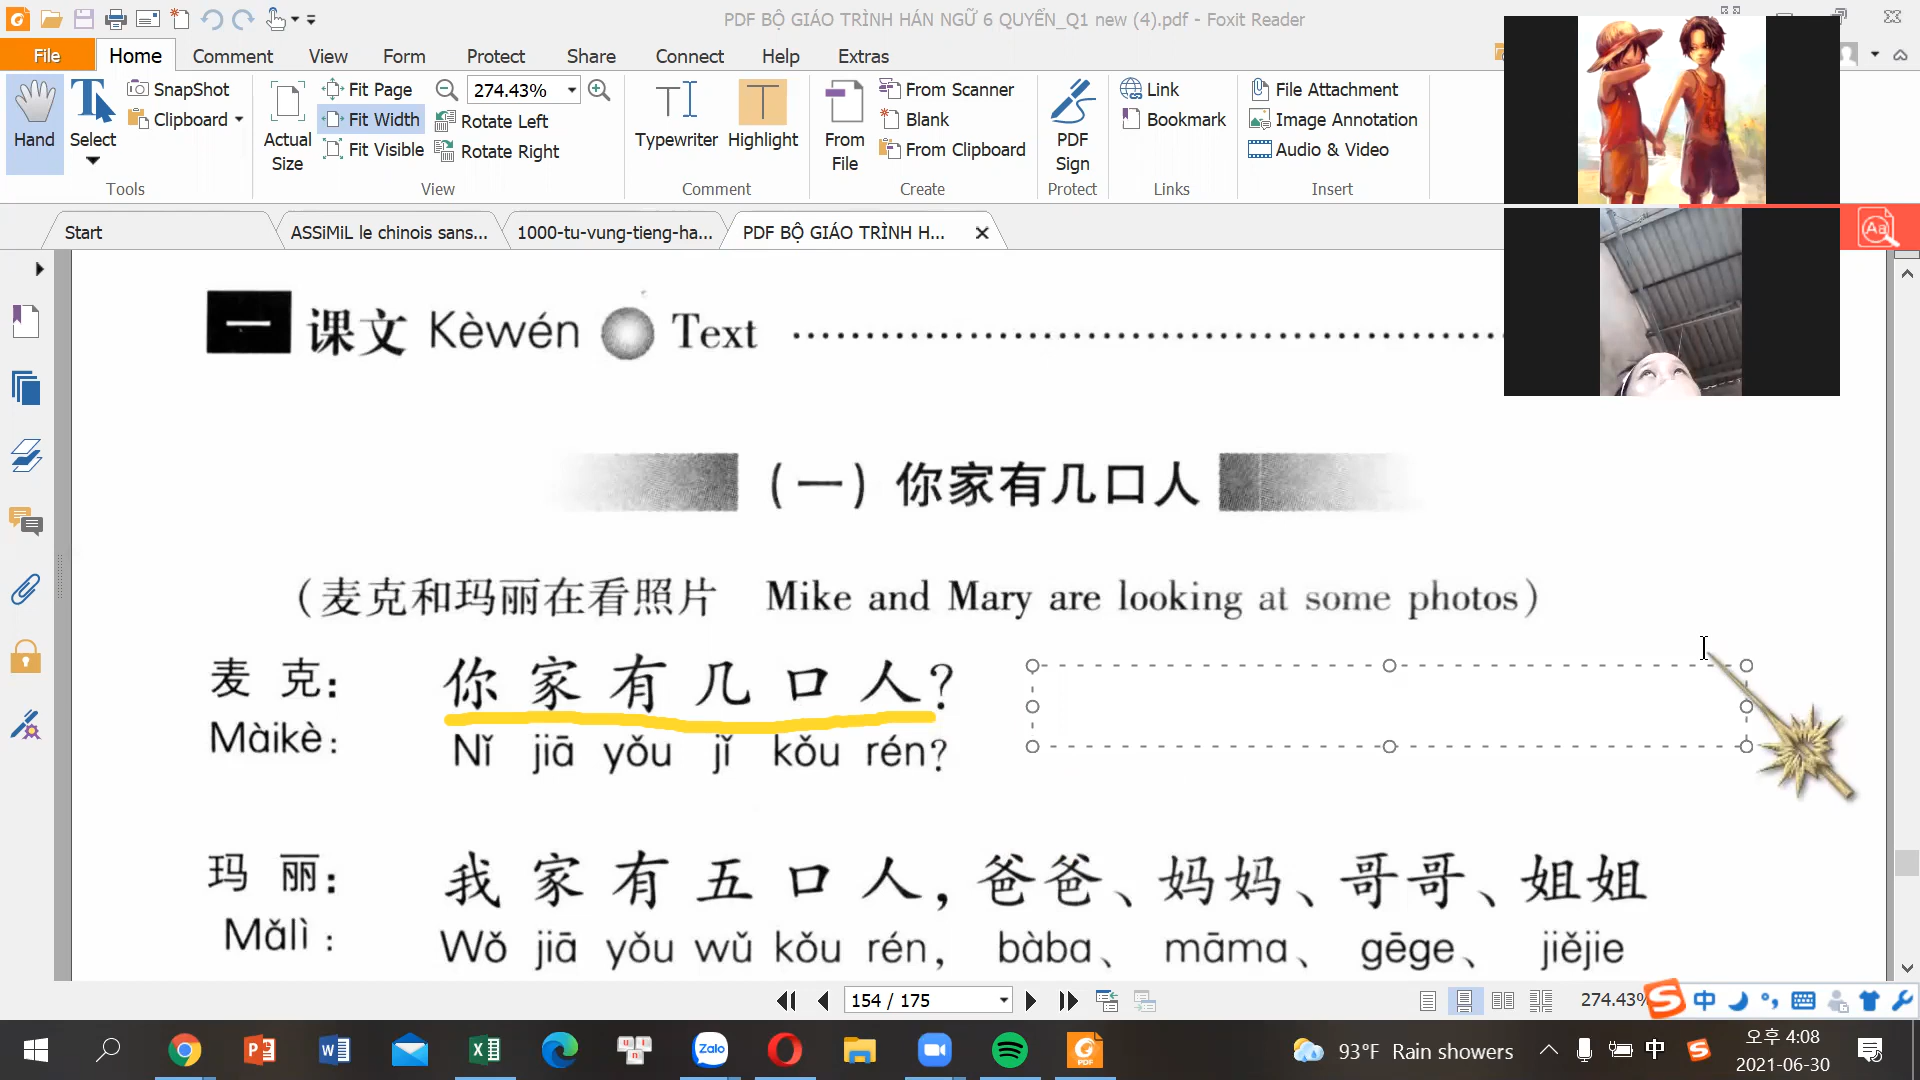 PDF BỘ GIÁO TRÌNH HÁN NGỮ 6 QUYỂN_Q1 new (4).pdf - Foxit Reader
File Home Comment View Form Protect Share Connect Help Extras
Hand
Select
SnapShot
Clipboard
Tools
Actual Size
Fit Page
Fit Width
Fit Visible
274.43%
Rotate Left
Rotate Right
View
Typewriter
Highlight
Comment
From File
From Scanner
Blank
From Clipboard
Create
PDF Sign
Protect
Link
Bookmark
Links
File Attachment
Image Annotation
Audio & Video
Insert
Start
ASSiMiL le chinois sans...
1000-tu-vung-tieng-ha...
PDF BỘ GIÁO TRÌNH H...
一 课文 Kèwén Text
(一) 你家有几口人
(麦克和玛丽在看照片 Mike and Mary are looking at some photos)
麦 克: 你 家 有 几 口 人?
Màikè: Nǐ jiā yǒu jǐ kǒu rén?
玛 丽: 我 家 有 五 口 人, 爸爸、妈妈、哥哥、姐姐
Mǎlì: Wǒ jiā yǒu wǔ kǒu rén, bàba、 māma、 gēge、 jiějie
154 / 175
274.43%
中
Zalo
93°F Rain showers
中
오후 4:08
2021-06-30